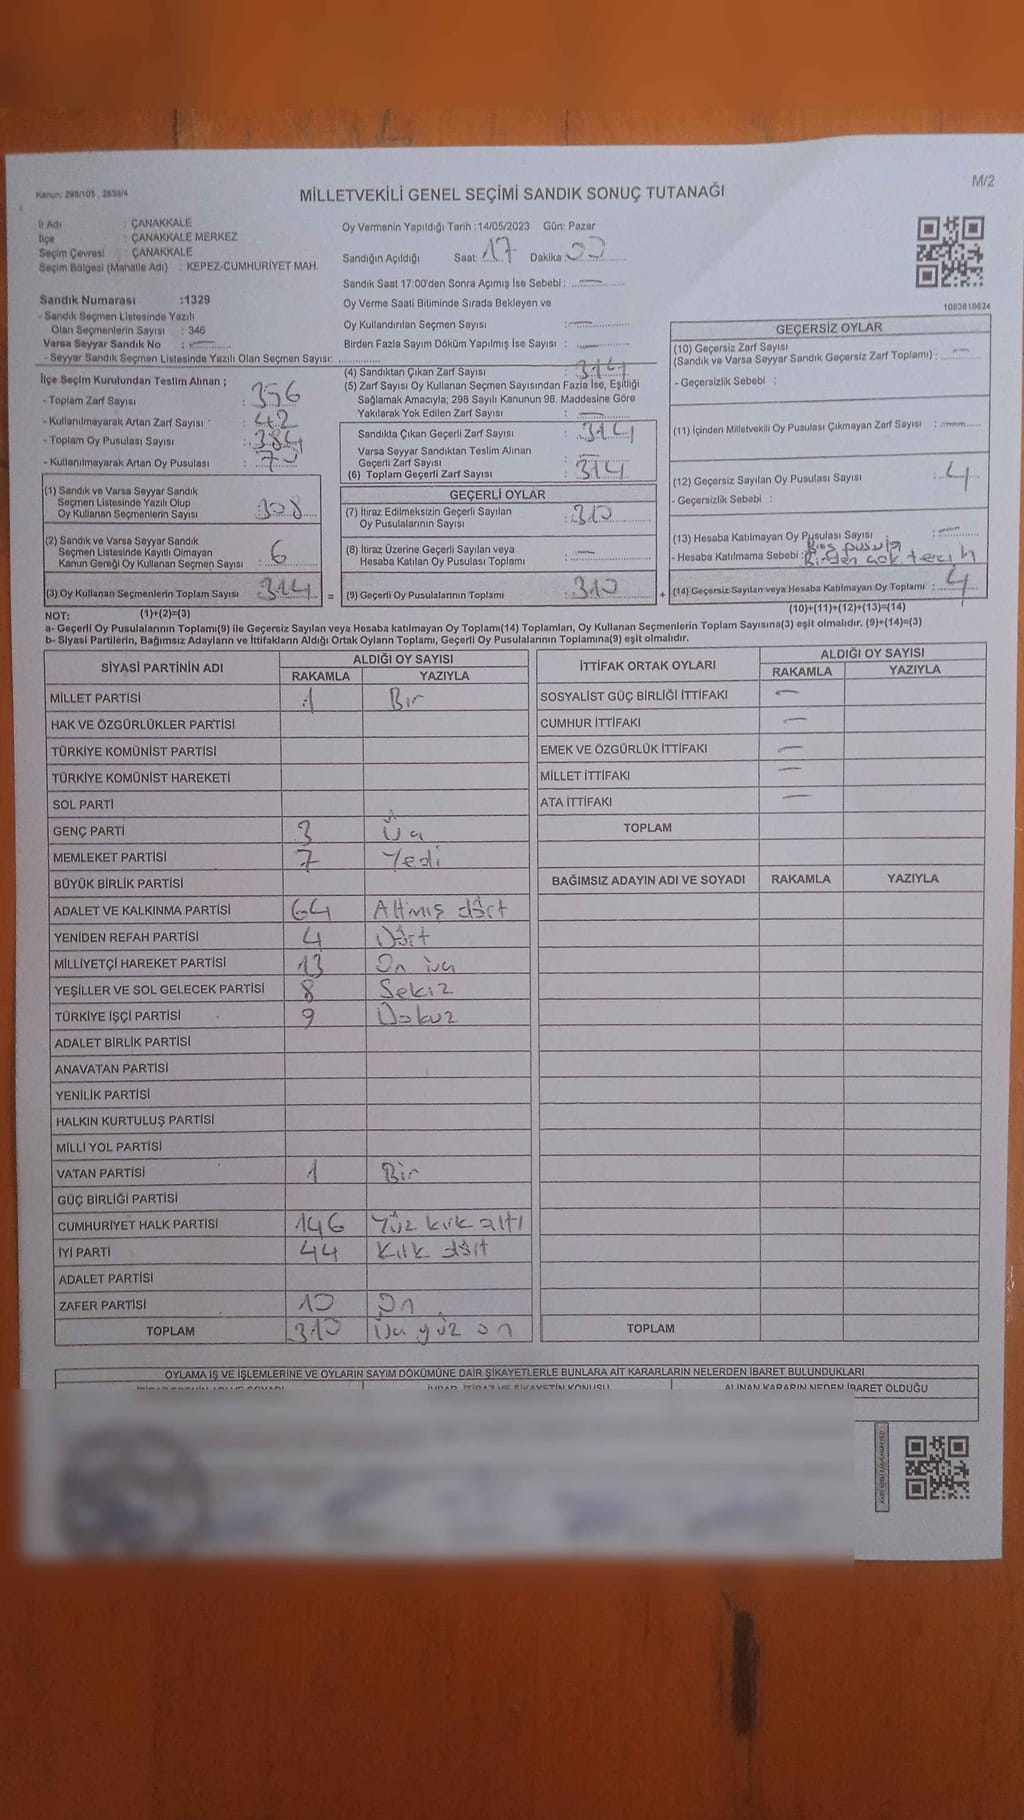 Kanun: 298/105 , 2839/4
MİLLETVEKİLİ GENEL SEÇİMİ SANDIK SONUÇ TUTANAĞI
M/2
İl Adı : ÇANAKKALE
İlçe : ÇANAKKALE MERKEZ
Seçim Çevresi : ÇANAKKALE
Seçim Bölgesi (Mahalle Adı) : KEPEZ-CUMHURİYET MAH.
Sandık Numarası :1329
- Sandık Seçmen Listesinde Yazılı
Olan Seçmenlerin Sayısı : 346
Varsa Seyyar Sandık No : —
- Seyyar Sandık Seçmen Listesinde Yazılı Olan Seçmen Sayısı: ..............
Oy Vermenin Yapıldığı Tarih :14/05/2023 Gün: Pazar
Sandığın Açıldığı Saat: 17 Dakika 00
Sandık Saat 17:00'den Sonra Açımış İse Sebebi : —
Oy Verme Saati Bitiminde Sırada Bekleyen ve
Oy Kullandırılan Seçmen Sayısı : —
Birden Fazla Sayım Döküm Yapılmış İse Sayısı : —
1083816624
İlçe Seçim Kurulundan Teslim Alınan ;
- Toplam Zarf Sayısı : 356
- Kullanılmayarak Artan Zarf Sayısı : 42
- Toplam Oy Pusulası Sayısı : 384
- Kullanılmayarak Artan Oy Pusulası : 70
(1) Sandık ve Varsa Seyyar Sandık
Seçmen Listesinde Yazılı Olup
Oy Kullanan Seçmenlerin Sayısı : 308
(2) Sandık ve Varsa Seyyar Sandık
Seçmen Listesinde Kayıtlı Olmayan
Kanun Gereği Oy Kullanan Seçmen Sayısı : 6
(3) Oy Kullanan Seçmenlerin Toplam Sayısı : 314 =
(4) Sandıktan Çıkan Zarf Sayısı : 314
(5) Zarf Sayısı Oy Kullanan Seçmen Sayısından Fazla İse, Eşitliği
Sağlamak Amacıyla; 298 Sayılı Kanunun 98. Maddesine Göre
Yakılarak Yok Edilen Zarf Sayısı : —
Sandıkta Çıkan Geçerli Zarf Sayısı : 314
Varsa Seyyar Sandıktan Teslim Alınan
Geçerli Zarf Sayısı : —
(6) Toplam Geçerli Zarf Sayısı : 314
GEÇERLİ OYLAR
(7) İtiraz Edilmeksizin Geçerli Sayılan
Oy Pusulalarının Sayısı : 310
(8) İtiraz Üzerine Geçerli Sayılan veya
Hesaba Katılan Oy Pusulası Toplamı : —
(9) Geçerli Oy Pusulalarının Toplamı : 310 +
GEÇERSİZ OYLAR
(10) Geçersiz Zarf Sayısı
(Sandık ve Varsa Seyyar Sandık Geçersiz Zarf Toplamı) : —
- Geçersizlik Sebebi :
(11) İçinden Milletvekili Oy Pusulası Çıkmayan Zarf Sayısı : —
(12) Geçersiz Sayılan Oy Pusulası Sayısı : 4
- Geçersizlik Sebebi :
(13) Hesaba Katılmayan Oy Pusulası Sayısı : —
- Hesaba Katılmama Sebebi : Boş pusula
Birden çok tercih
(14) Geçersiz Sayılan veya Hesaba Katılmayan Oy Toplamı : 4
NOT: (1)+(2)=(3) (10)+(11)+(12)+(13)=(14)
a- Geçerli Oy Pusulalarının Toplamı(9) ile Geçersiz Sayılan veya Hesaba katılmayan Oy Toplamı(14) Toplamları, Oy Kullanan Seçmenlerin Toplam Sayısına(3) eşit olmalıdır. (9)+(14)=(3)
b- Siyasi Partilerin, Bağımsız Adayların ve İttifakların Aldığı Ortak Oyların Toplamı, Geçerli Oy Pusulalarının Toplamına(9) eşit olmalıdır.
SİYASİ PARTİNİN ADI ALDIĞI OY SAYISI
RAKAMLA YAZIYLA
MİLLET PARTİSİ 1 Bir
HAK VE ÖZGÜRLÜKLER PARTİSİ
TÜRKİYE KOMÜNİST PARTİSİ
TÜRKİYE KOMÜNİST HAREKETİ
SOL PARTİ
GENÇ PARTİ 3 Üç
MEMLEKET PARTİSİ 7 Yedi
BÜYÜK BİRLİK PARTİSİ
ADALET VE KALKINMA PARTİSİ 64 Altmış dört
YENİDEN REFAH PARTİSİ 4 Dört
MİLLİYETÇİ HAREKET PARTİSİ 13 On üç
YEŞİLLER VE SOL GELECEK PARTİSİ 8 Sekiz
TÜRKİYE İŞÇİ PARTİSİ 9 Dokuz
ADALET BİRLİK PARTİSİ
ANAVATAN PARTİSİ
YENİLİK PARTİSİ
HALKIN KURTULUŞ PARTİSİ
MİLLİ YOL PARTİSİ
VATAN PARTİSİ 1 Bir
GÜÇ BİRLİĞİ PARTİSİ
CUMHURİYET HALK PARTİSİ 146 Yüz kırk altı
İYİ PARTİ 44 Kırk dört
ADALET PARTİSİ
ZAFER PARTİSİ 10 On
TOPLAM 310 Üç yüz on
İTTİFAK ORTAK OYLARI ALDIĞI OY SAYISI
RAKAMLA YAZIYLA
SOSYALİST GÜÇ BİRLİĞİ İTTİFAKI —
CUMHUR İTTİFAKI —
EMEK VE ÖZGÜRLÜK İTTİFAKI —
MİLLET İTTİFAKI —
ATA İTTİFAKI —
TOPLAM
BAĞIMSIZ ADAYIN ADI VE SOYADI RAKAMLA YAZIYLA
TOPLAM
OYLAMA İŞ VE İŞLEMLERİNE VE OYLARIN SAYIM DÖKÜMÜNE DAİR ŞİKAYETLERLE BUNLARA AİT KARARLARIN NELERDEN İBARET BULUNDUKLARI
ALINAN KARARIN NEDEN İBARET OLDUĞU